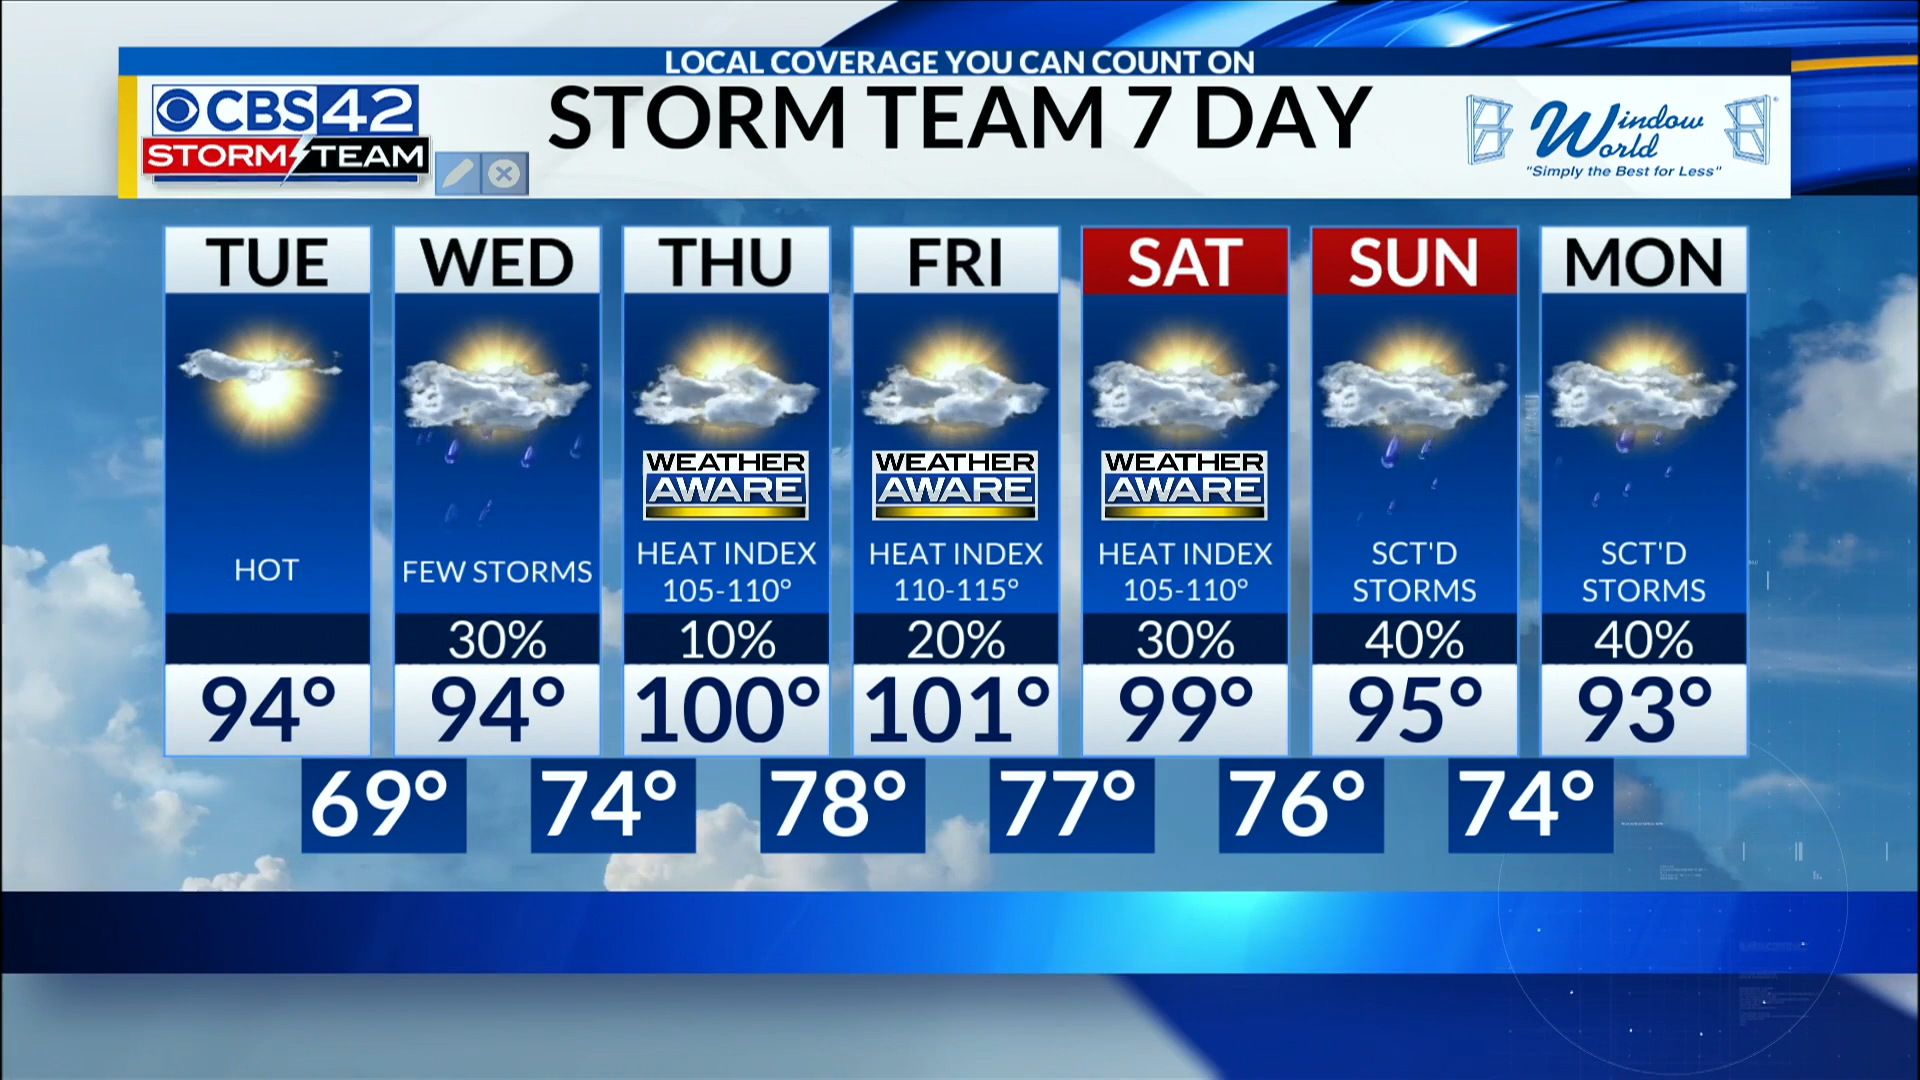 LOCAL COVERAGE YOU CAN COUNT ON
CBS 42
STORM TEAM
STORM TEAM 7 DAY
Window World
"Simply the Best for Less"
TUE WED THU FRI SAT SUN MON
WEATHER AWARE WEATHER AWARE WEATHER AWARE
HOT
FEW STORMS
HEAT INDEX
105-110°
HEAT INDEX
110-115°
HEAT INDEX
105-110°
SCT'D
STORMS
SCT'D
STORMS
30% 10% 20% 30% 40% 40%
94° 94° 100° 101° 99° 95° 93°
69° 74° 78° 77° 76° 74°